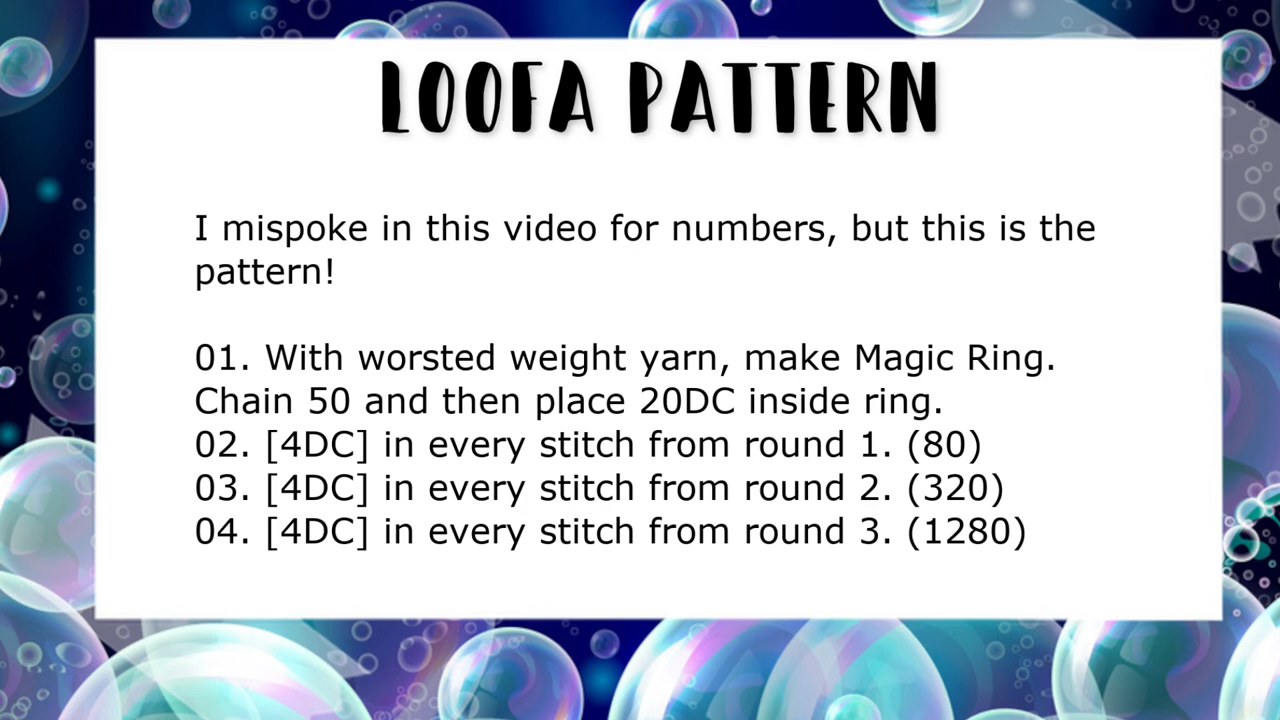 LOOFA PATTERN
I mispoke in this video for numbers, but this is the
pattern!
01. With worsted weight yarn, make Magic Ring.
Chain 50 and then place 20DC inside ring.
02. [4DC] in every stitch from round 1. (80)
03. [4DC] in every stitch from round 2. (320)
04. [4DC] in every stitch from round 3. (1280)